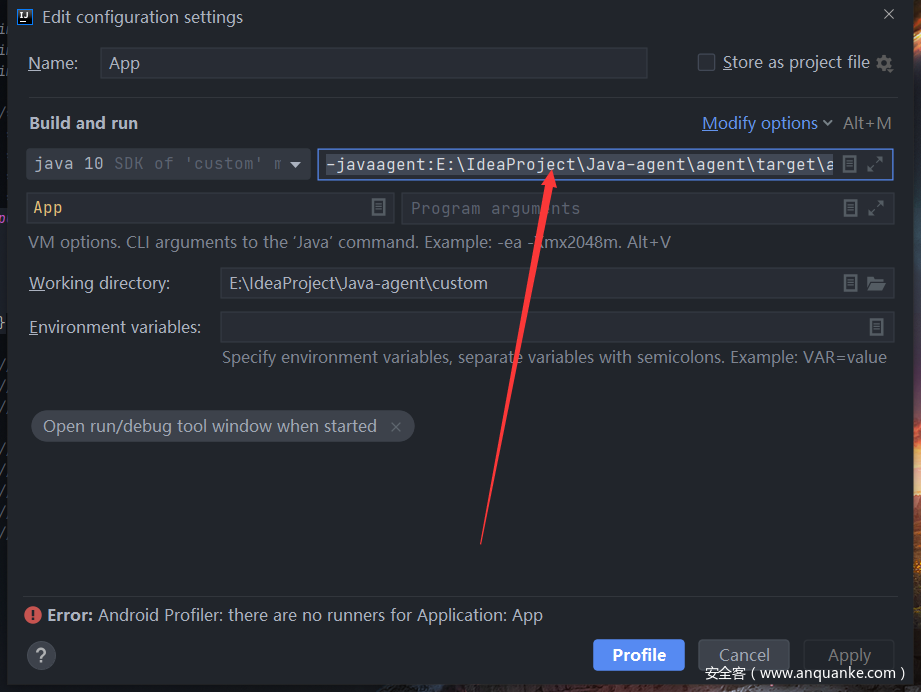 Edit configuration settings
Name: App Store as project file
Build and run Modify options Alt+M
java 10 SDK of 'custom' m -javaagent:E:\IdeaProject\Java-agent\agent\target\a
App Program arguments
VM options. CLI arguments to the 'Java' command. Example: -ea -Xmx2048m. Alt+V
Working directory: E:\IdeaProject\Java-agent\custom
Environment variables:
Specify environment variables, separate variables with semicolons. Example: VAR=value
Open run/debug tool window when started
Error: Android Profiler: there are no runners for Application: App
? Profile Cancel Apply
安全客（www.anquanke.com）